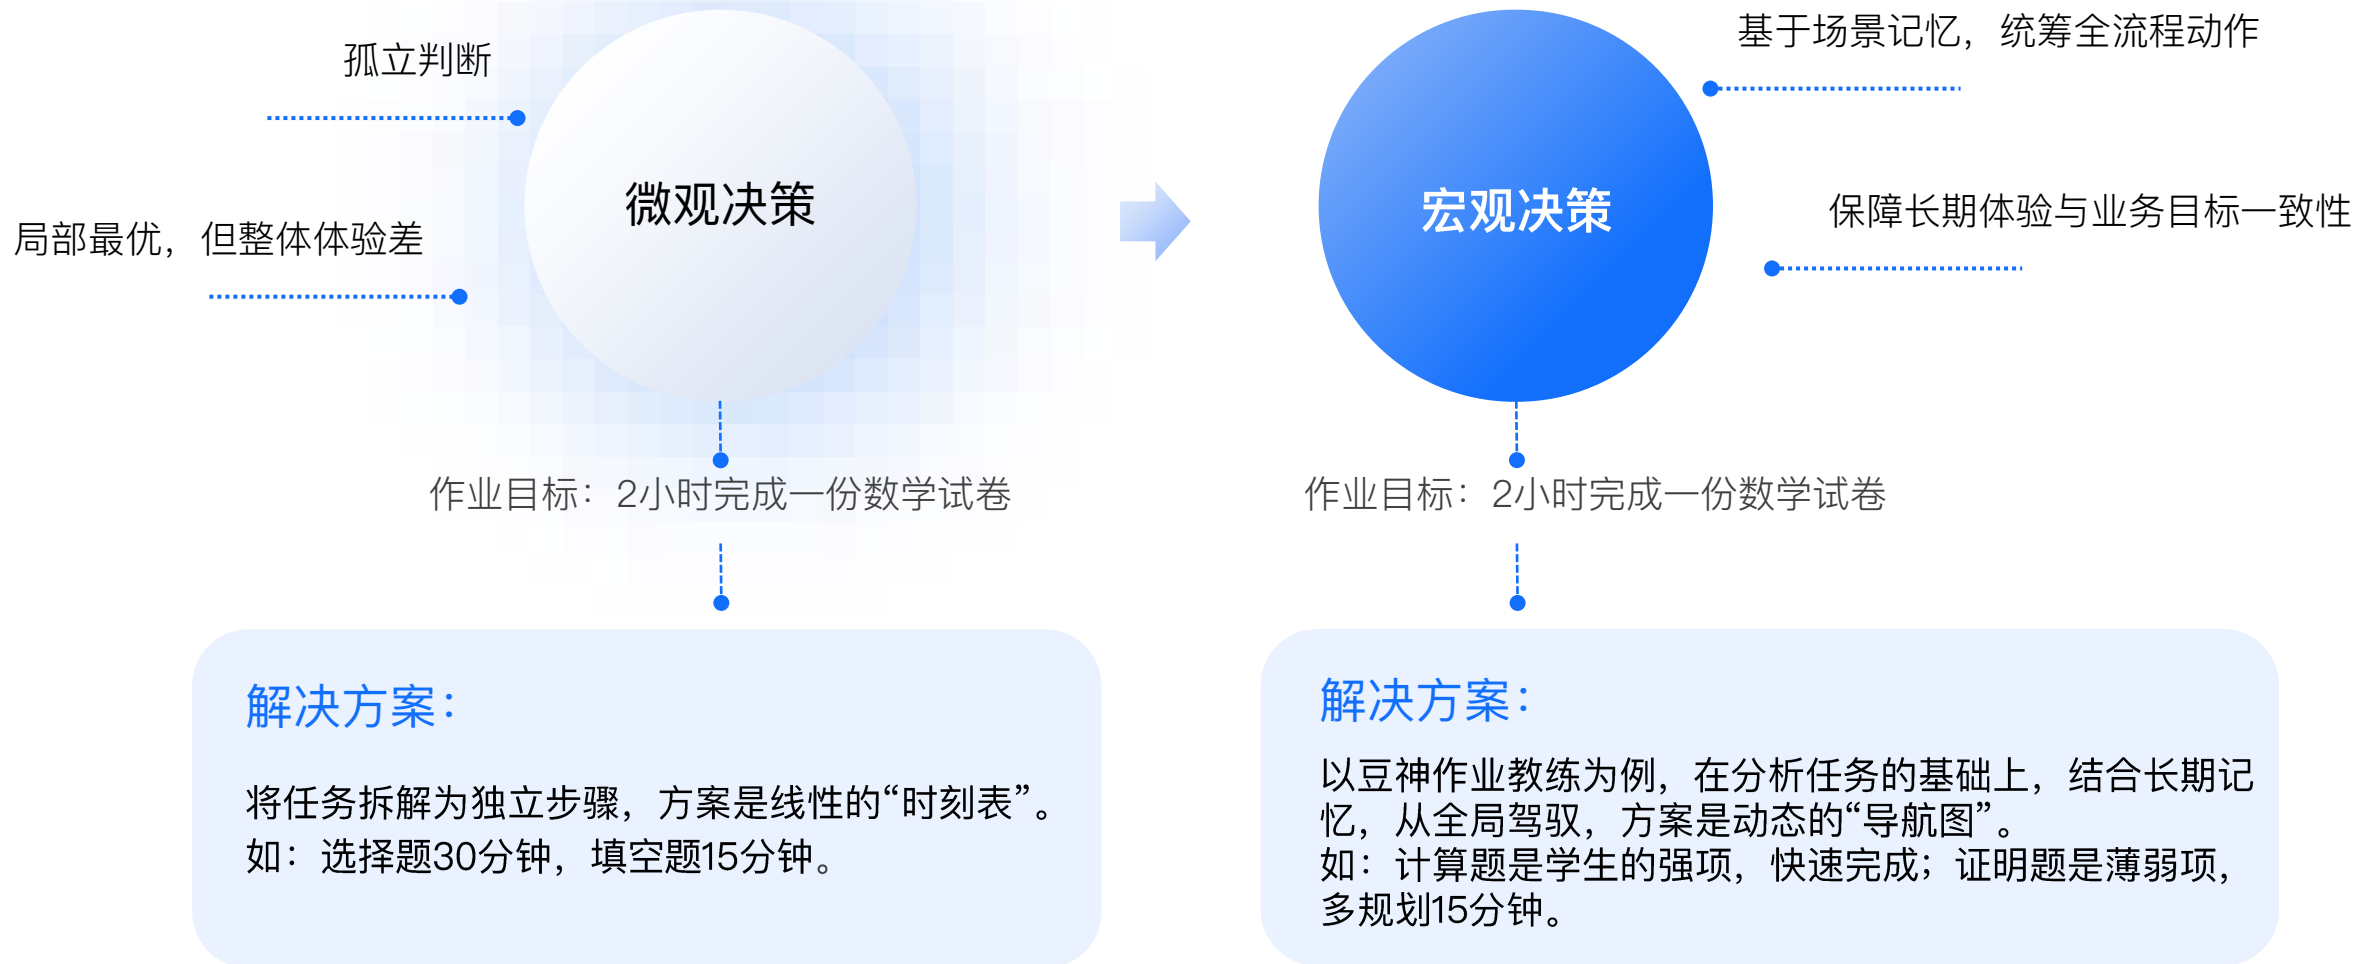 孤立判断
局部最优，但整体体验差
微观决策
作业目标：2小时完成一份数学试卷
解决方案：
将任务拆解为独立步骤，方案是线性的“时刻表”。
如：选择题30分钟，填空题15分钟。
基于场景记忆，统筹全流程动作
保障长期体验与业务目标一致性
宏观决策
作业目标：2小时完成一份数学试卷
解决方案：
以豆神作业教练为例，在分析任务的基础上，结合长期记
忆，从全局驾驭，方案是动态的“导航图”。
如：计算题是学生的强项，快速完成；证明题是薄弱项，
多规划15分钟。